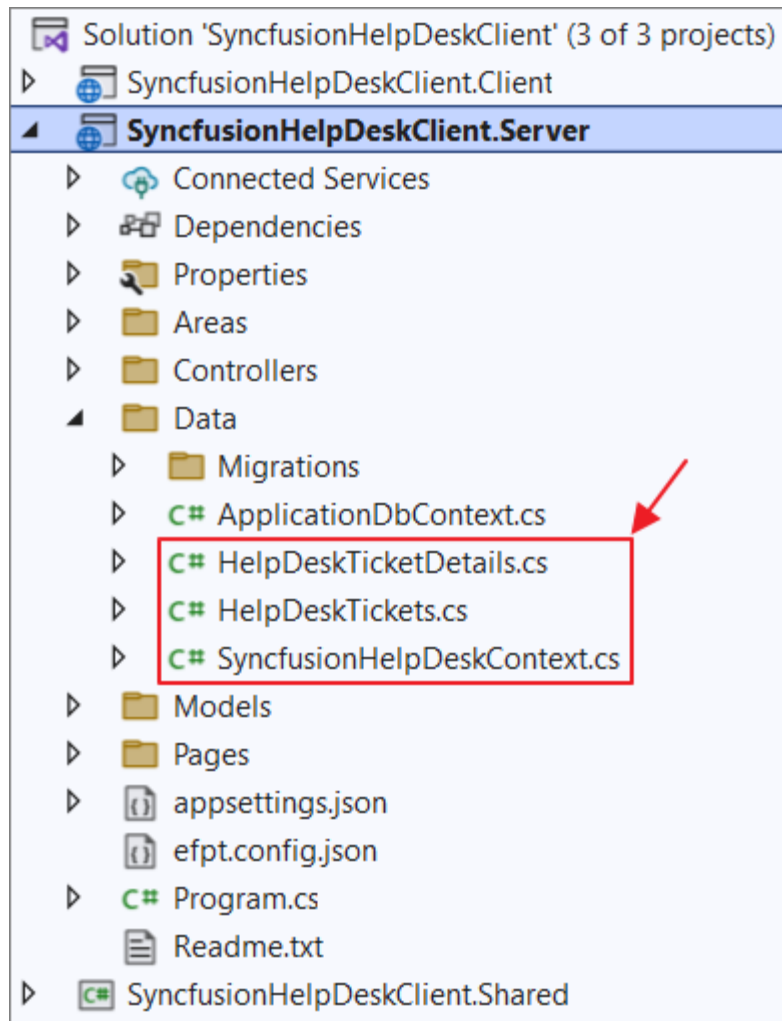 Solution 'SyncfusionHelpDeskClient' (3 of 3 projects)
SyncfusionHelpDeskClient.Client
SyncfusionHelpDeskClient.Server
Connected Services
Dependencies
Properties
Areas
Controllers
Data
Migrations
C# ApplicationDbContext.cs
C# HelpDeskTicketDetails.cs
C# HelpDeskTickets.cs
C# SyncfusionHelpDeskContext.cs
Models
Pages
appsettings.json
efpt.config.json
C# Program.cs
Readme.txt
C# SyncfusionHelpDeskClient.Shared